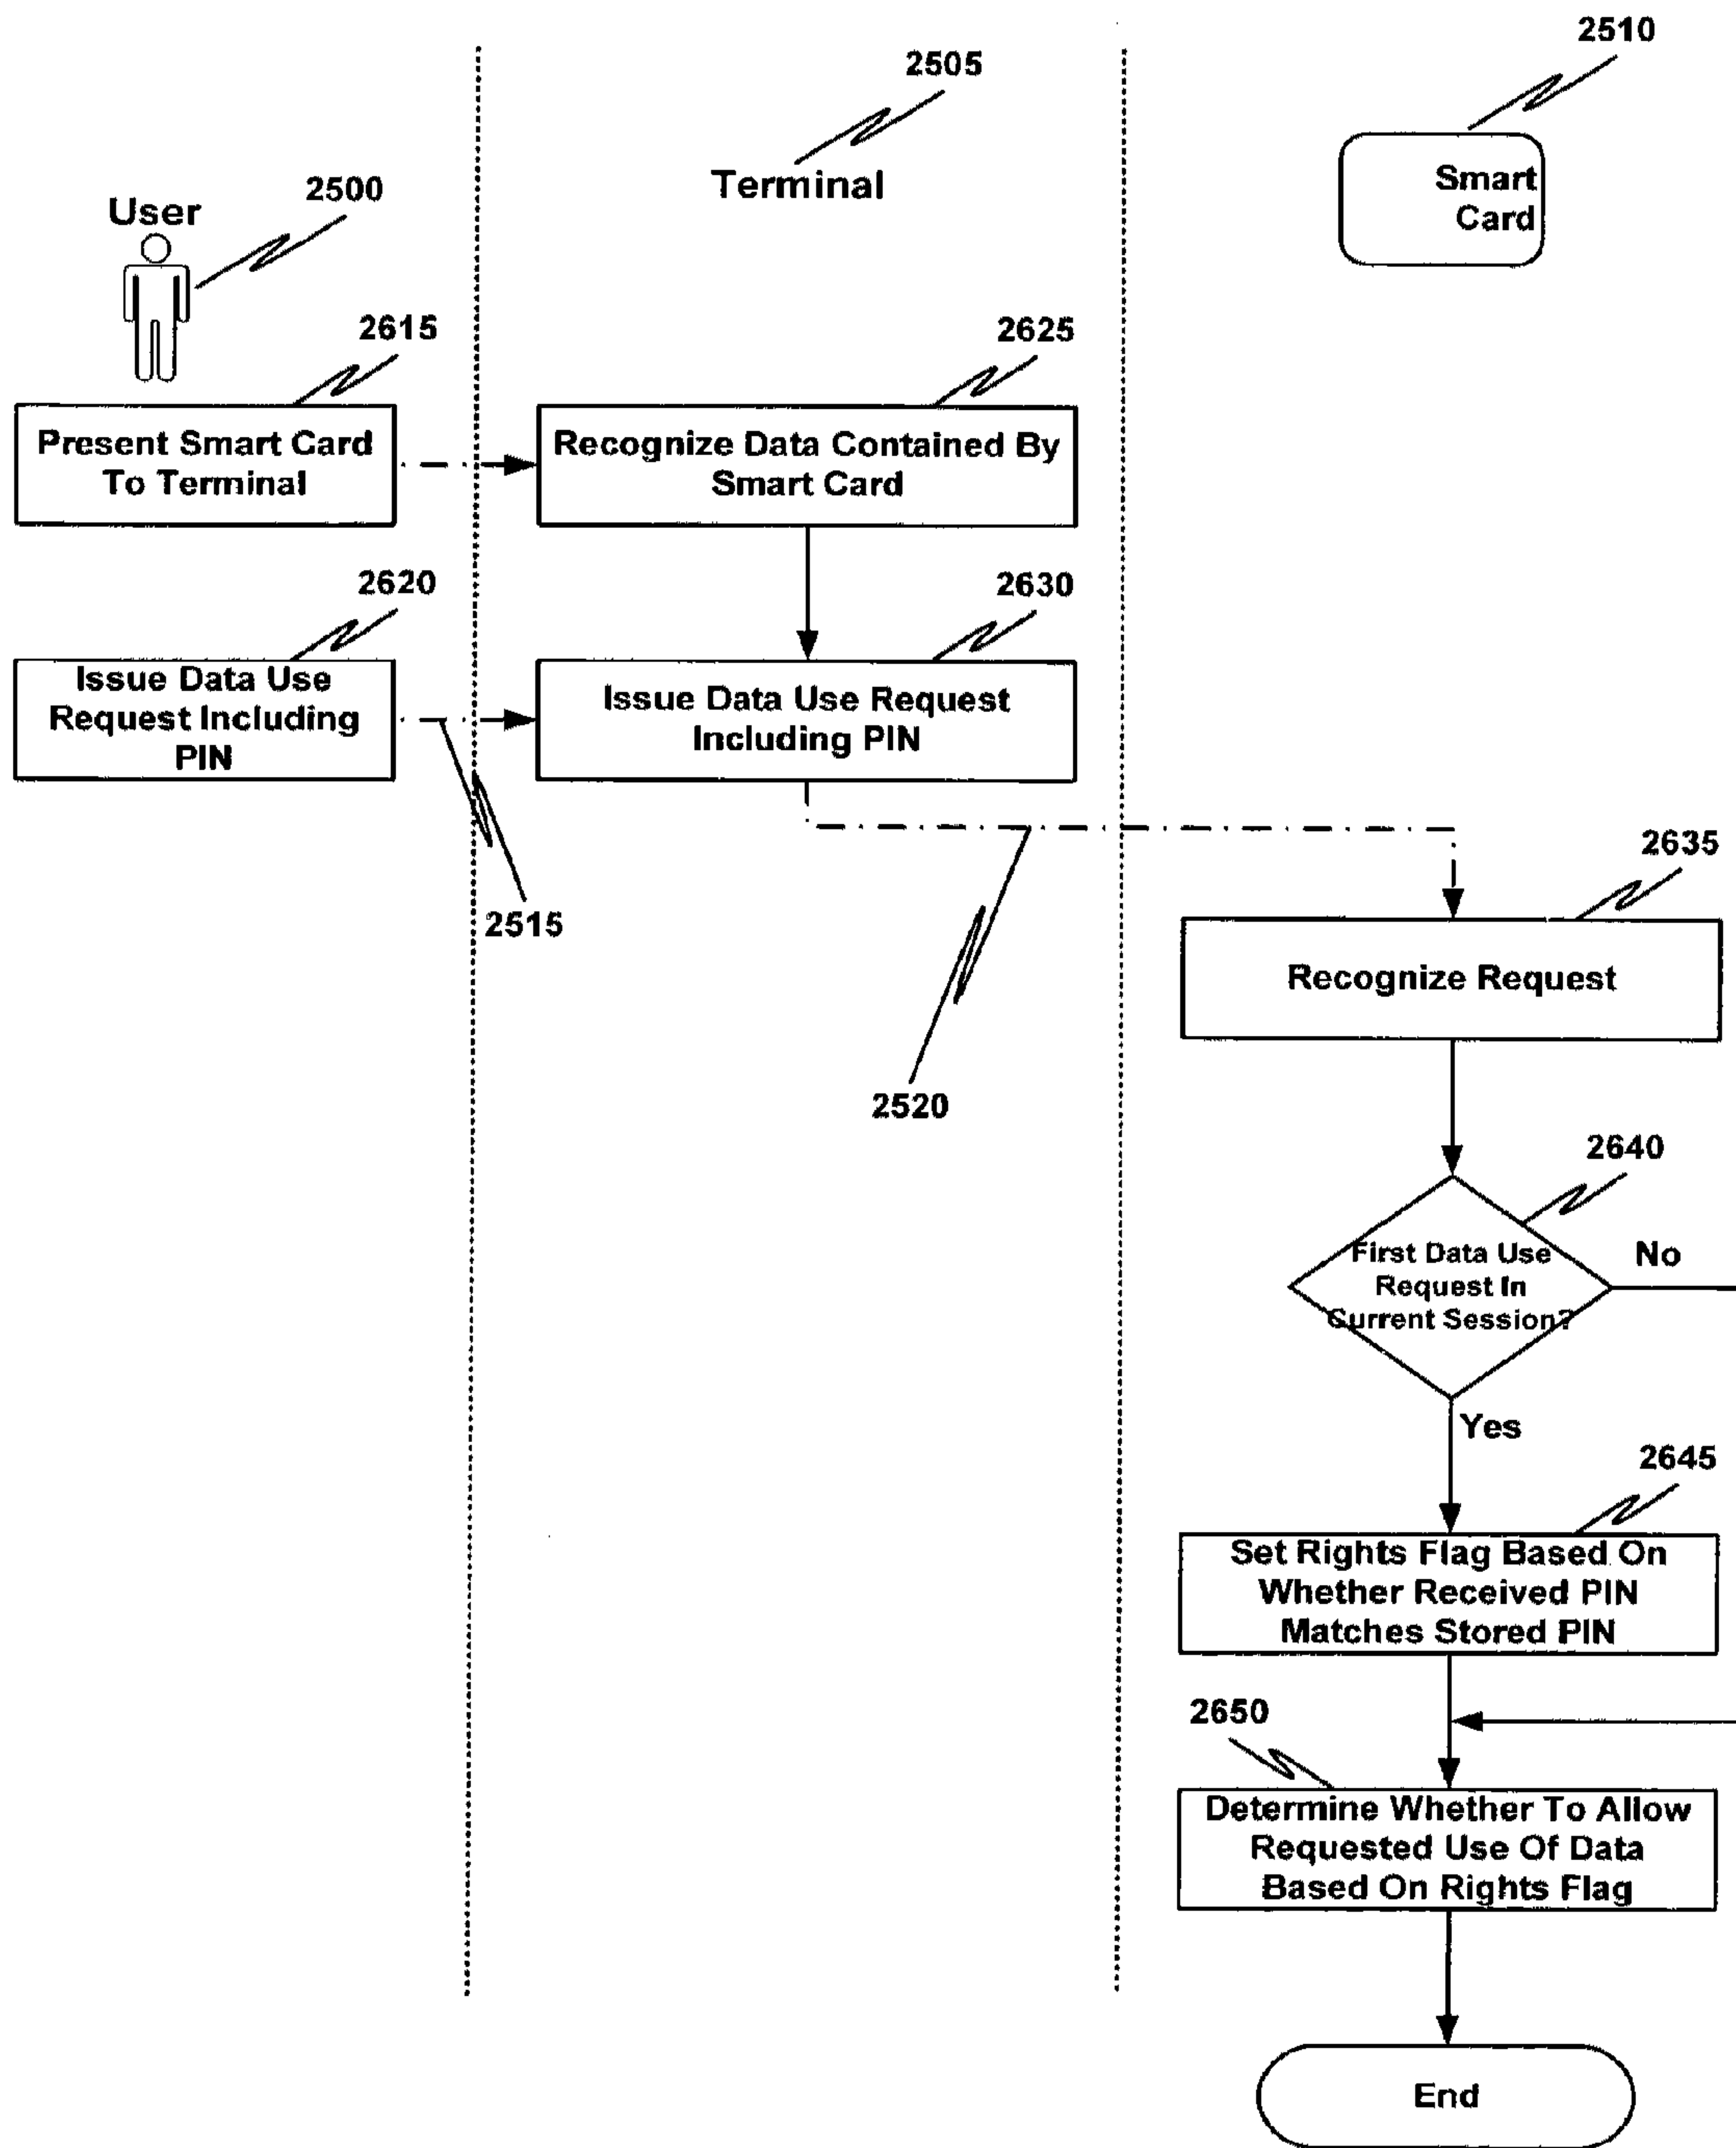 2510
2505
Terminal
Smart
Card
2500
User
2615
2625
Present Smart Card
To Terminal
Recognize Data Contained By
Smart Card
2620
2630
Issue Data Use
Request Including
PIN
Issue Data Use Request
Including PIN
2515
2520
2635
Recognize Request
2640
First Data Use
Request In
Current Session?
No
Yes
2645
Set Rights Flag Based On
Whether Received PIN
Matches Stored PIN
2650
Determine Whether To Allow
Requested Use Of Data
Based On Rights Flag
End